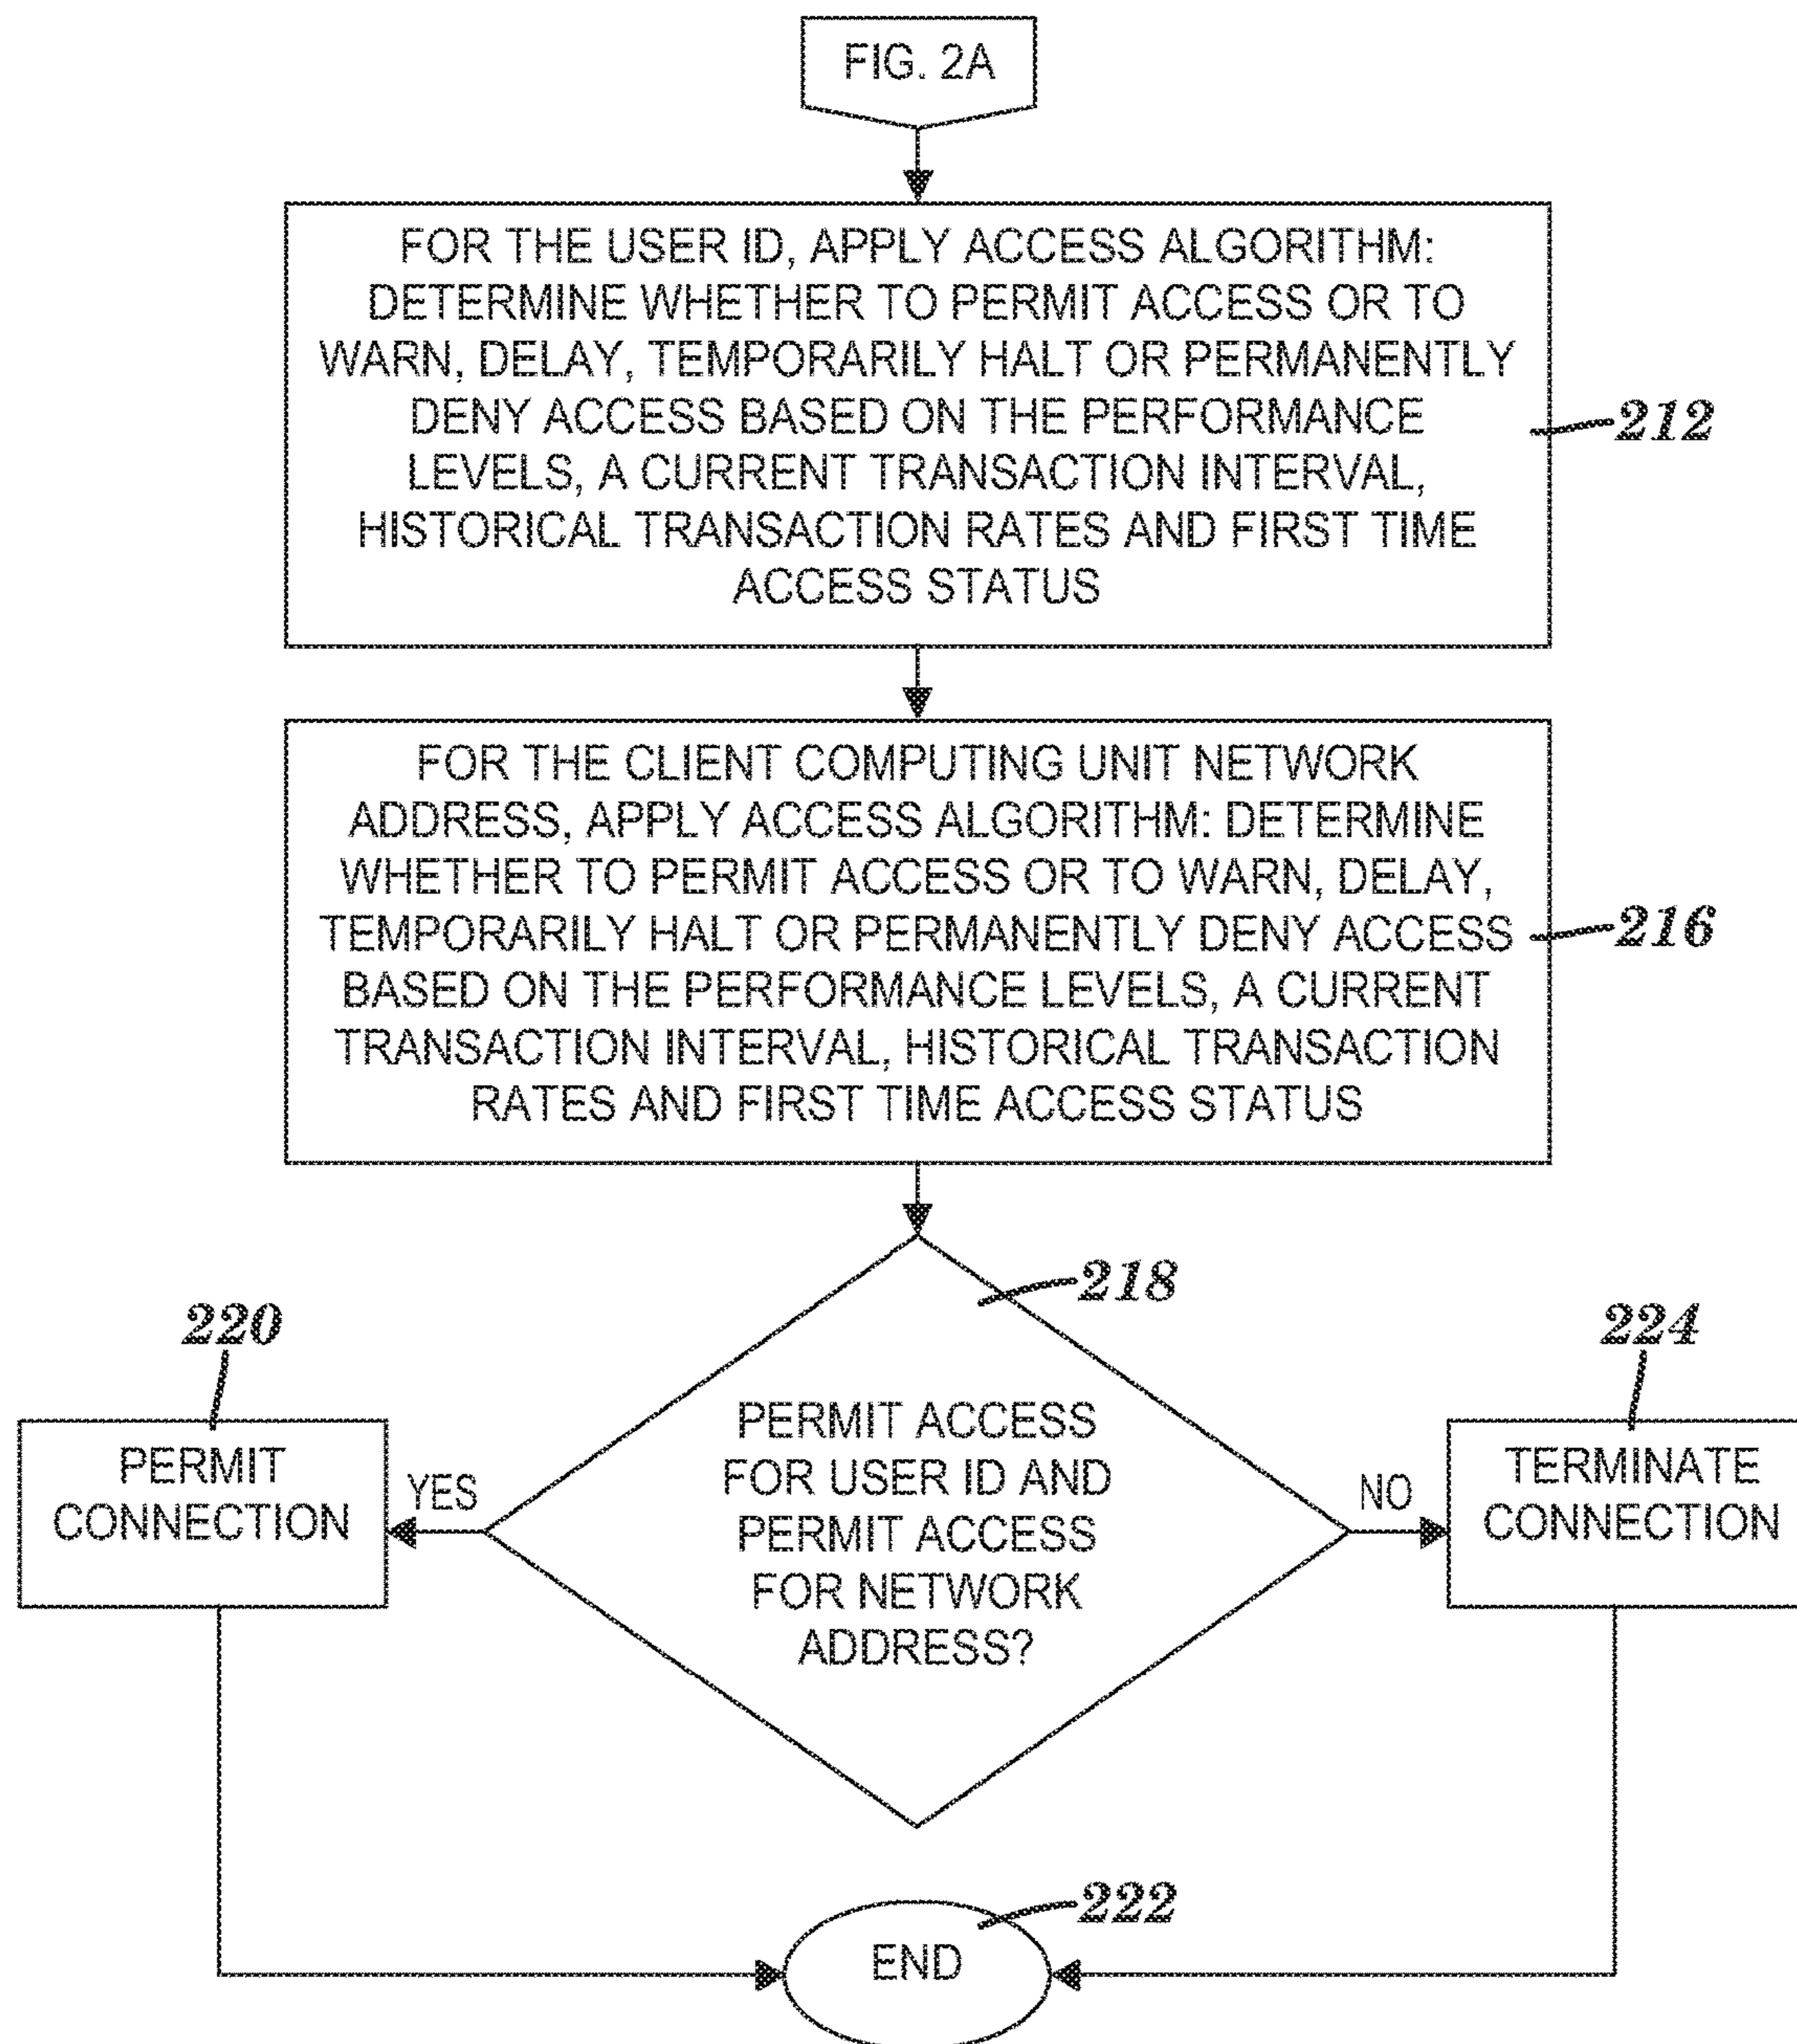 FIG. 2A
FOR THE USER ID, APPLY ACCESS ALGORITHM:
DETERMINE WHETHER TO PERMIT ACCESS OR TO
WARN, DELAY, TEMPORARILY HALT OR PERMANENTLY
DENY ACCESS BASED ON THE PERFORMANCE
LEVELS, A CURRENT TRANSACTION INTERVAL,
HISTORICAL TRANSACTION RATES AND FIRST TIME
ACCESS STATUS
212
FOR THE CLIENT COMPUTING UNIT NETWORK
ADDRESS, APPLY ACCESS ALGORITHM: DETERMINE
WHETHER TO PERMIT ACCESS OR TO WARN, DELAY,
TEMPORARILY HALT OR PERMANENTLY DENY ACCESS
BASED ON THE PERFORMANCE LEVELS, A CURRENT
TRANSACTION INTERVAL, HISTORICAL TRANSACTION
RATES AND FIRST TIME ACCESS STATUS
216
218
220
224
PERMIT
CONNECTION
YES
PERMIT ACCESS
FOR USER ID AND
PERMIT ACCESS
FOR NETWORK
ADDRESS?
NO
TERMINATE
CONNECTION
222
END